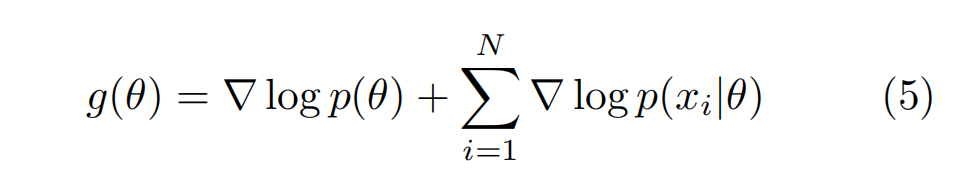 g(θ) = ∇ log p(θ) + ∑_{i=1}^{N} ∇ log p(x_i|θ) (5)